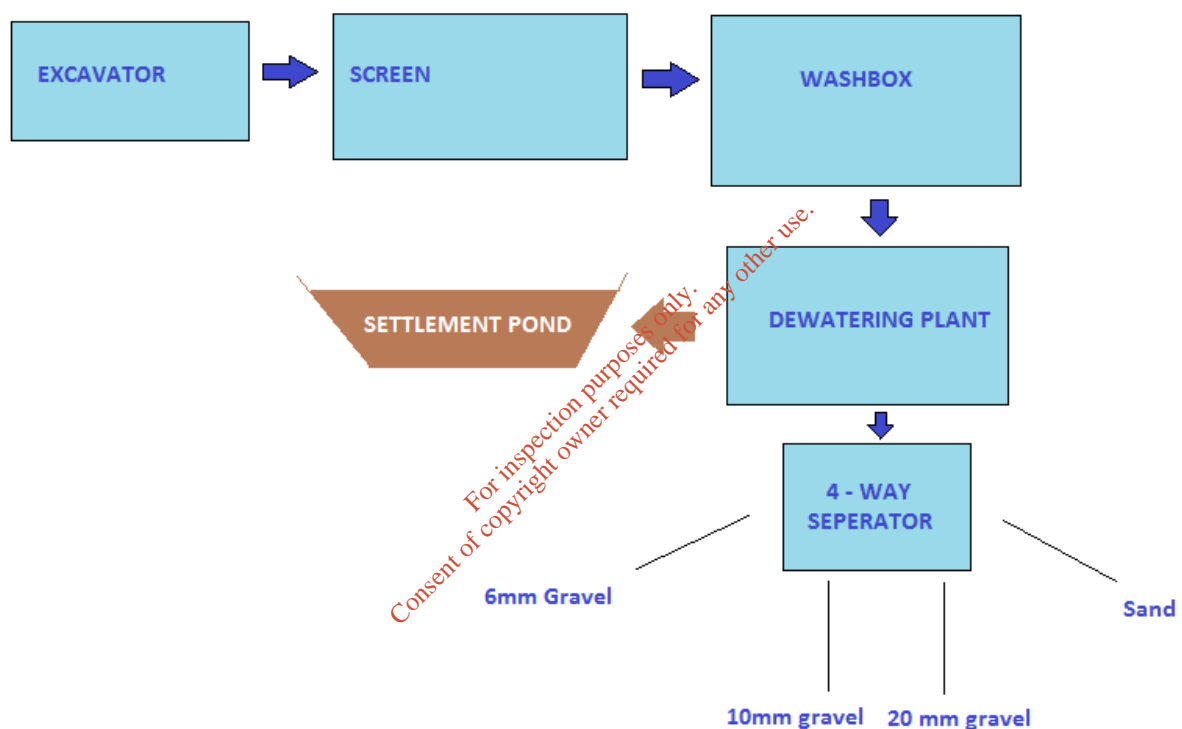 EXCAVATOR
SCREEN
WASHBOX
SETTLEMENT POND
DEWATERING PLANT
For inspection purposes only.
Consent of copyright owner required for any other use.
4 - WAY
SEPERATOR
6mm Gravel
Sand
10mm gravel
20 mm gravel